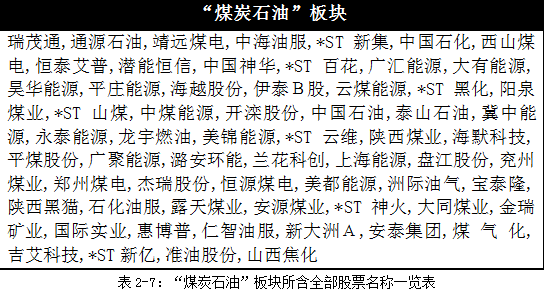 “煤炭石油”板块
瑞茂通,通源石油,靖远煤电,中海油服,*ST 新集,中国石化,西山煤
电,恒泰艾普,潜能恒信,中国神华,*ST 百花,广汇能源,大有能源,
昊华能源,平庄能源,海越股份,伊泰Ｂ股,云煤能源,*ST 黑化,阳泉
煤业,*ST 山煤,中煤能源,开滦股份,中国石油,泰山石油,冀中能
源,永泰能源,龙宇燃油,美锦能源,*ST 云维,陕西煤业,海默科技,
平煤股份,广聚能源,潞安环能,兰花科创,上海能源,盘江股份,兖州
煤业,郑州煤电,杰瑞股份,恒源煤电,美都能源,洲际油气,宝泰隆,
陕西黑猫,石化油服,露天煤业,安源煤业,*ST 神火,大同煤业,金瑞
矿业,国际实业,惠博普,仁智油服,新大洲Ａ,安泰集团,煤 气 化,
吉艾科技,*ST 新亿,准油股份,山西焦化
表 2-7：“煤炭石油”板块所含全部股票名称一览表